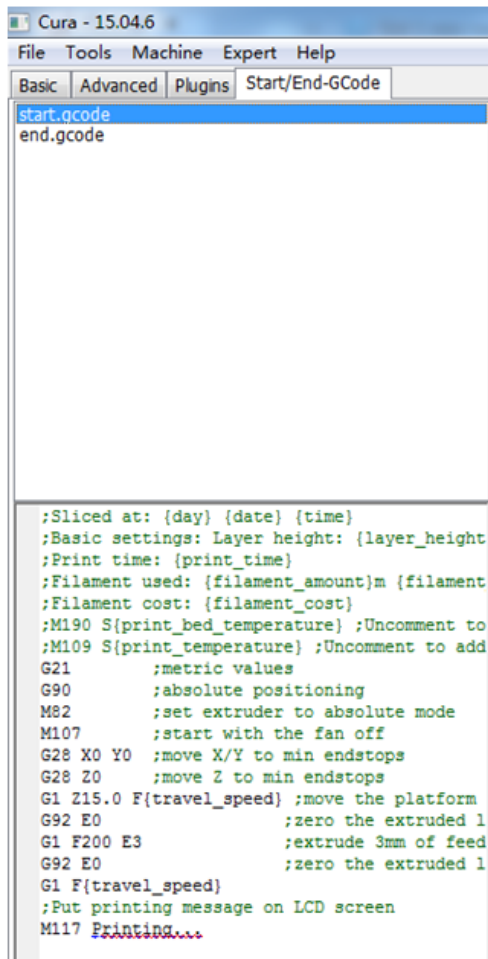 Cura - 15.04.6
File Tools Machine Expert Help
Basic Advanced Plugins Start/End-GCode
start.gcode
end.gcode
;Sliced at: {day} {date} {time}
;Basic settings: Layer height: {layer_height
;Print time: {print_time}
;Filament used: {filament_amount}m {filament
;Filament cost: {filament_cost}
;M190 S{print_bed_temperature} ;Uncomment to
;M109 S{print_temperature} ;Uncomment to add
G21 ;metric values
G90 ;absolute positioning
M82 ;set extruder to absolute mode
M107 ;start with the fan off
G28 X0 Y0 ;move X/Y to min endstops
G28 Z0 ;move Z to min endstops
G1 Z15.0 F{travel_speed} ;move the platform
G92 E0 ;zero the extruded l
G1 F200 E3 ;extrude 3mm of feed
G92 E0 ;zero the extruded l
G1 F{travel_speed}
;Put printing message on LCD screen
M117 Printing...